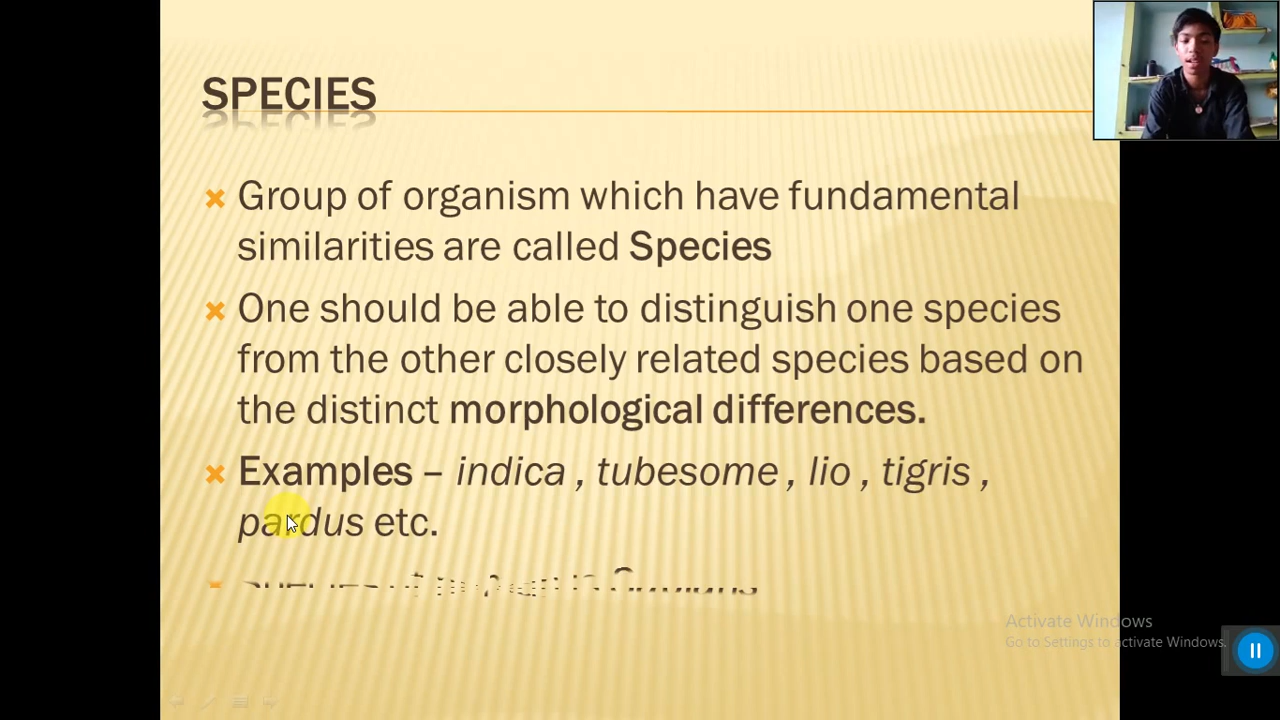 SPECIES
Group of organism which have fundamental
similarities are called Species
One should be able to distinguish one species
from the other closely related species based on
the distinct morphological differences.
Examples – indica , tubesome , lio , tigris ,
pardus etc.
Activate Windows
Go to Settings to activate Windows.